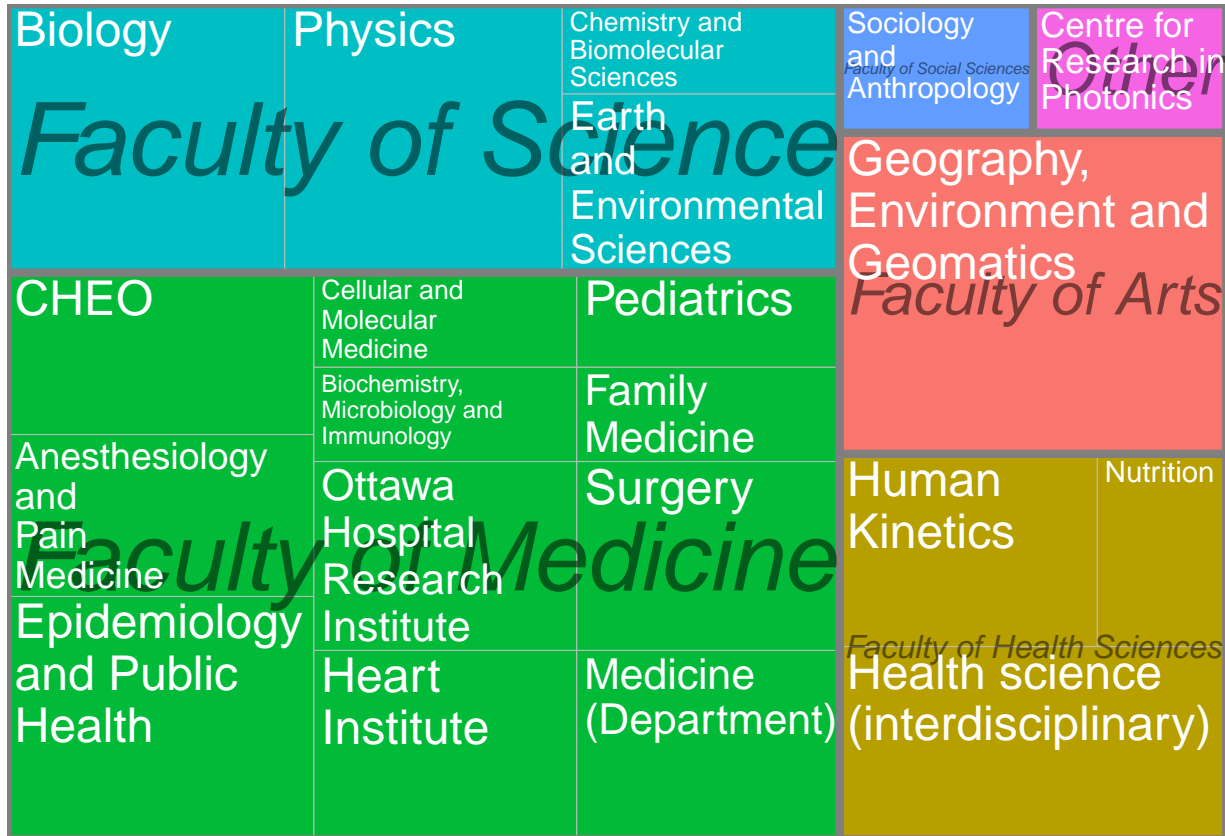 Biology
Physics
Chemistry and
Biomolecular
Sciences
Earth
and
Environmental
Sciences
Faculty of Science
Sociology
and
Anthropology
Faculty of Social Sciences
Centre for
Research in
Photonics
Other
Geography,
Environment and
Geomatics
Faculty of Arts
CHEO
Anesthesiology
and
Pain
Medicine
Epidemiology
and Public
Health
Cellular and
Molecular
Medicine
Biochemistry,
Microbiology and
Immunology
Ottawa
Hospital
Research
Institute
Heart
Institute
Pediatrics
Family
Medicine
Surgery
Medicine
(Department)
Faculty of Medicine
Human
Kinetics
Nutrition
Health science
(interdisciplinary)
Faculty of Health Sciences